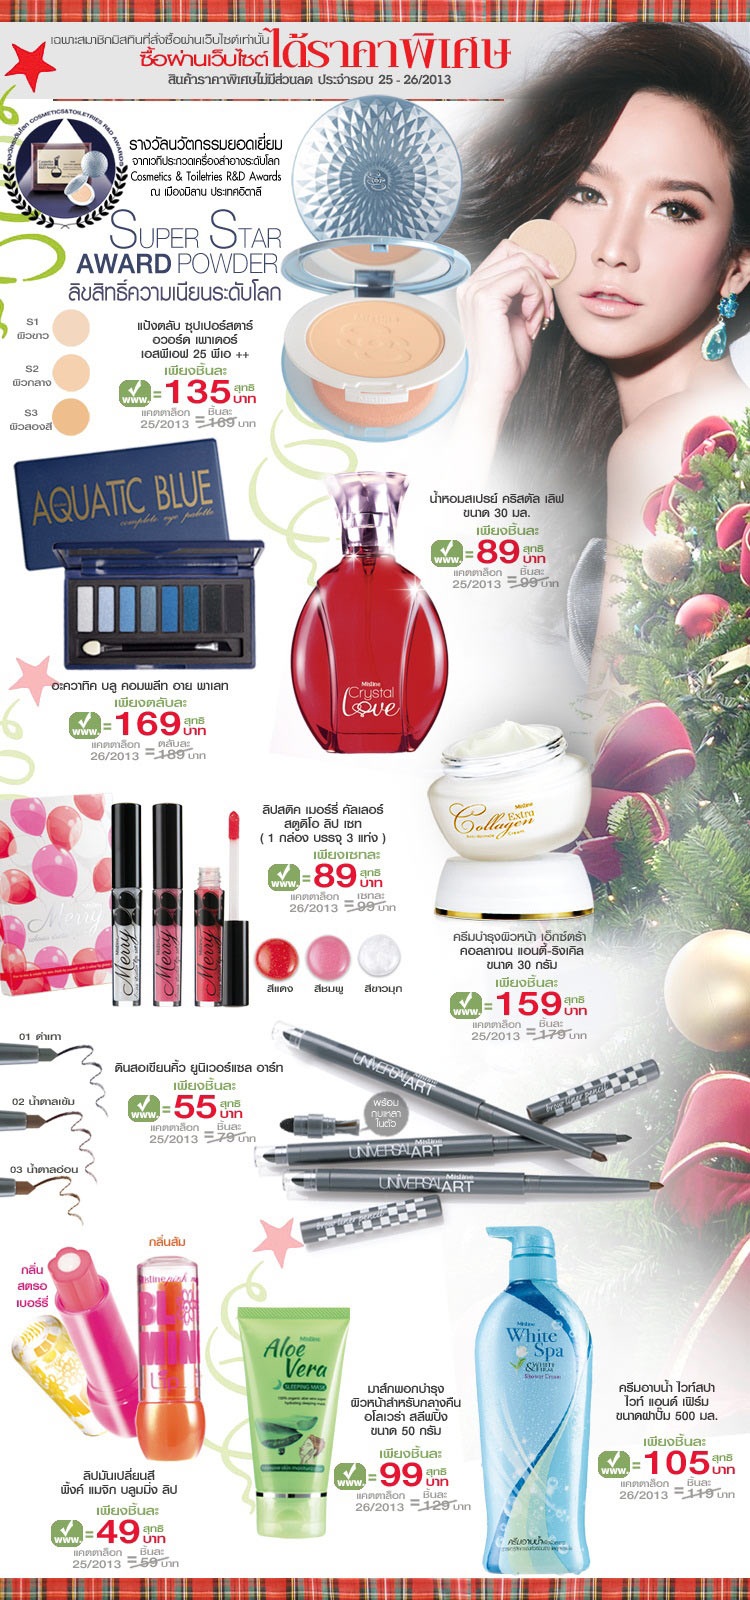 เฉพาะสมาชิกมิสทินที่สั่งซื้อผ่านเว็บไซต์เท่านั้น
ซื้อผ่านเว็บไซต์ ได้ราคาพิเศษ
สินค้าราคาพิเศษไม่มีส่วนลด ประจำรอบ 25 - 26/2013
รางวัลนวัตกรรมยอดเยี่ยม
จากเวทีประกวดเครื่องสำอางระดับโลก
Cosmetics & Toiletries R&D Awards
ณ เมืองมิลาน ประเทศอิตาลี
SUPER STAR
AWARD POWDER
ลิขสิทธิ์ความเนียนระดับโลก
S1
ผิวขาว
S2
ผิวกลาง
S3
ผิวสองสี
แป้งตลับ ซุปเปอร์สตาร์
อวอร์ด เพาเดอร์
เอสพีเอฟ 25 พีเอ ++
เพียงชิ้นละ
www. = 135 สุทธิ บาท
แคตตาล็อก 25/2013 = ชิ้นละ 169 บาท
AQUATIC BLUE
complete eye palette
อะควาทิค บลู คอมพลีท อาย พาเลท
เพียงตลับละ
www. = 169 สุทธิ บาท
แคตตาล็อก 26/2013 = ตลับละ 189 บาท
Mistine
Crystal
Love
น้ำหอมสเปรย์ คริสตัล เลิฟ
ขนาด 30 มล.
เพียงชิ้นละ
www. = 89 สุทธิ บาท
แคตตาล็อก 25/2013 = ชิ้นละ 99 บาท
Merry
Merry
Merry
Merry
ลิปสติค เมอร์รี่ คัลเลอร์
สตูดิโอ ลิป เซท
( 1 กล่อง บรรจุ 3 แท่ง )
เพียงเซทละ
www. = 89 สุทธิ บาท
แคตตาล็อก 26/2013 = เซทละ 99 บาท
สีแดง
สีชมพู
สีขาวมุก
Mistine
Extra
Collagen
Cream
ครีมบำรุงผิวหน้า เอ็กซ์ตร้า
คอลลาเจน แอนตี้-ริงเคิล
ขนาด 30 กรัม
เพียงชิ้นละ
www. = 159 สุทธิ บาท
แคตตาล็อก 25/2013 = ชิ้นละ 179 บาท
01 ดำเทา
02 น้ำตาลเข้ม
03 น้ำตาลอ่อน
ดินสอเขียนคิ้ว ยูนิเวอร์แซล อาร์ท
เพียงชิ้นละ
www. = 55 สุทธิ บาท
แคตตาล็อก 25/2013 = ชิ้นละ 79 บาท
พร้อม
กบเหลา
ในตัว
Mistine
UNIVERSAL ART
brow liner pencil
Mistine
UNIVERSAL ART
Mistine
UNIVERSAL ART
brow liner pencil
กลิ่นส้ม
กลิ่น
สตรอ
เบอร์รี่
ลิปมันเปลี่ยนสี
พิ้งค์ แมจิก บลูมมิ่ง ลิป
เพียงชิ้นละ
www. = 49 สุทธิ บาท
แคตตาล็อก 25/2013 = ชิ้นละ 59 บาท
Mistine
Aloe
Vera
SLEEPING MASK
มาส์กพอกบำรุง
ผิวหน้าสำหรับกลางคืน
อโลเวร่า สลีพปิ้ง
ขนาด 50 กรัม
เพียงชิ้นละ
www. = 99 สุทธิ บาท
แคตตาล็อก 26/2013 = ชิ้นละ 129 บาท
Mistine
White
Spa
WHITE
& FIRM
Shower Cream
ครีมอาบน้ำ
ครีมอาบน้ำ ไวท์สปา
ไวท์ แอนด์ เฟิร์ม
ขนาดฝาปั๊ม 500 มล.
เพียงชิ้นละ
www. = 105 สุทธิ บาท
แคตตาล็อก 26/2013 = ชิ้นละ 119 บาท